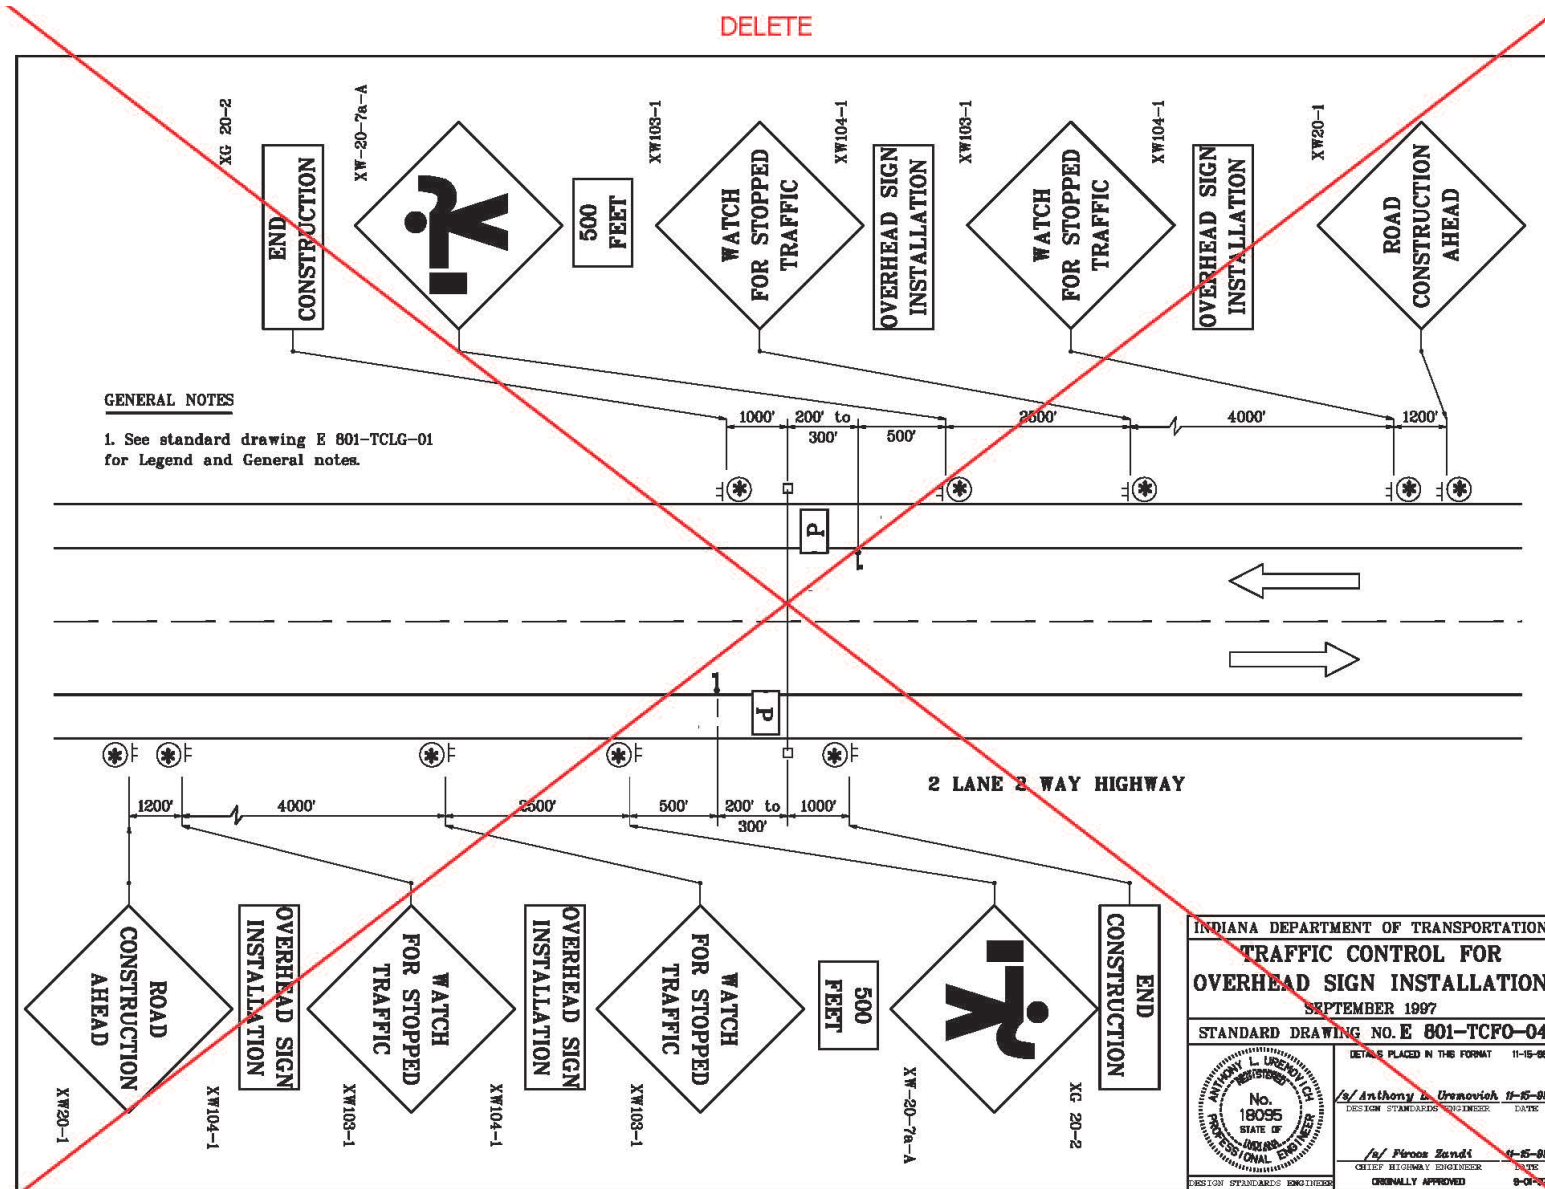 DELETE
XG 20-2
END
CONSTRUCTION
XW-20-7a-A
500
FEET
XW103-1
WATCH
FOR STOPPED
TRAFFIC
XW104-1
OVERHEAD SIGN
INSTALLATION
XW103-1
WATCH
FOR STOPPED
TRAFFIC
XW104-1
OVERHEAD SIGN
INSTALLATION
XW20-1
ROAD
CONSTRUCTION
AHEAD
GENERAL NOTES
1. See standard drawing E 801-TCLG-01
for Legend and General notes.
1000' 200' to 300' 500' 2500' 4000' 1200'
P
P
2 LANE 2 WAY HIGHWAY
1200' 4000' 2500' 500' 200' to 300' 1000'
ROAD
CONSTRUCTION
AHEAD
XW20-1
OVERHEAD SIGN
INSTALLATION
XW104-1
WATCH
FOR STOPPED
TRAFFIC
XW103-1
OVERHEAD SIGN
INSTALLATION
XW104-1
WATCH
FOR STOPPED
TRAFFIC
XW103-1
500
FEET
XW-20-7a-A
END
CONSTRUCTION
XG 20-2
INDIANA DEPARTMENT OF TRANSPORTATION
TRAFFIC CONTROL FOR
OVERHEAD SIGN INSTALLATION
SEPTEMBER 1997
STANDARD DRAWING NO. E 801-TCFO-04
DETAILS PLACED IN THIS FORMAT
ANTHONY L. UREMOVICH
REGISTERED
No.
18095
STATE OF
INDIANA
PROFESSIONAL ENGINEER
/s/ Anthony L. Uremovich
DESIGN STANDARDS ENGINEER DATE
/s/ Firooz Zandi
CHIEF HIGHWAY ENGINEER DATE
DESIGN STANDARDS ENGINEER
ORIGINALLY APPROVED